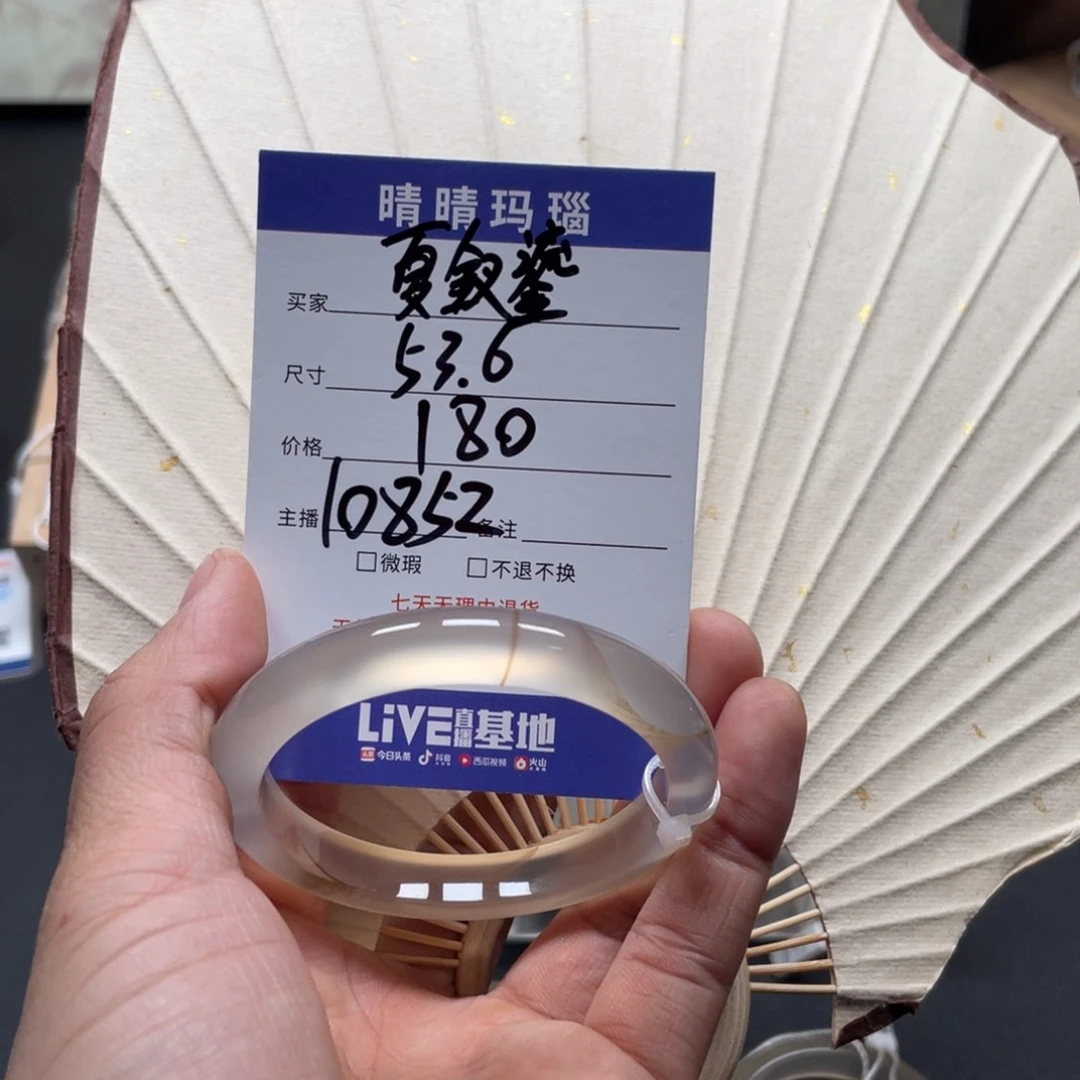 晴晴玛瑙
买家 夏叙鎏
尺寸 53.6
价格 180
主播 10852 备注
□微瑕 □不退不换
七天无理由退货
LiVE直播基地
今日头条 抖音 西瓜视频 火山